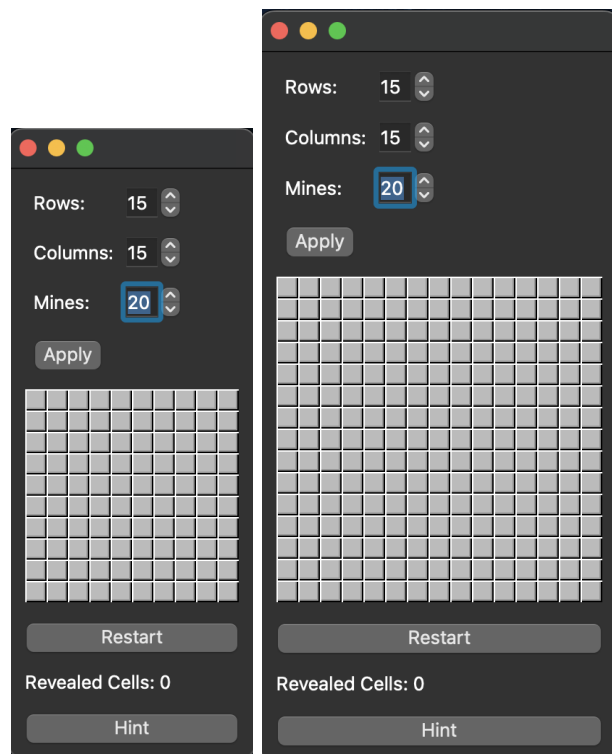 Rows: 15
Columns: 15
Mines: 20
Apply
Restart
Revealed Cells: 0
Hint
Rows: 15
Columns: 15
Mines: 20
Apply
Restart
Revealed Cells: 0
Hint